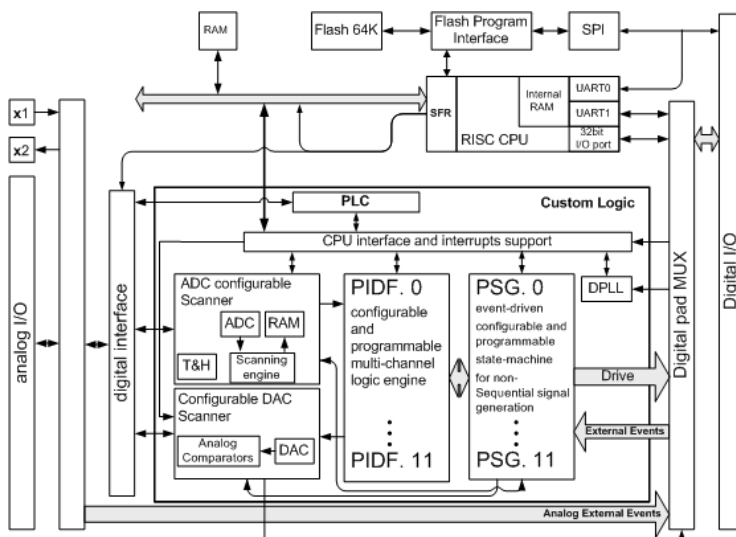 RAM
Flash 64K
Flash Program
Interface
SPI
x1
x2
SFR
Internal
RAM
UART0
UART1
32bit
I/O port
RISC CPU
analog I/O
digital interface
PLC
Custom Logic
CPU interface and interrupts support
ADC configurable
Scanner
ADC
RAM
T&H
Scanning
engine
Configurable DAC
Scanner
Analog
Comparators
DAC
PIDF. 0
configurable
and
programmable
multi-channel
logic engine
PIDF. 11
PSG. 0
event-driven
configurable and
programmable
state-machine
for non-
Sequential signal
generation
PSG. 11
DPLL
Drive
External Events
Analog External Events
Digital pad MUX
Digital I/O